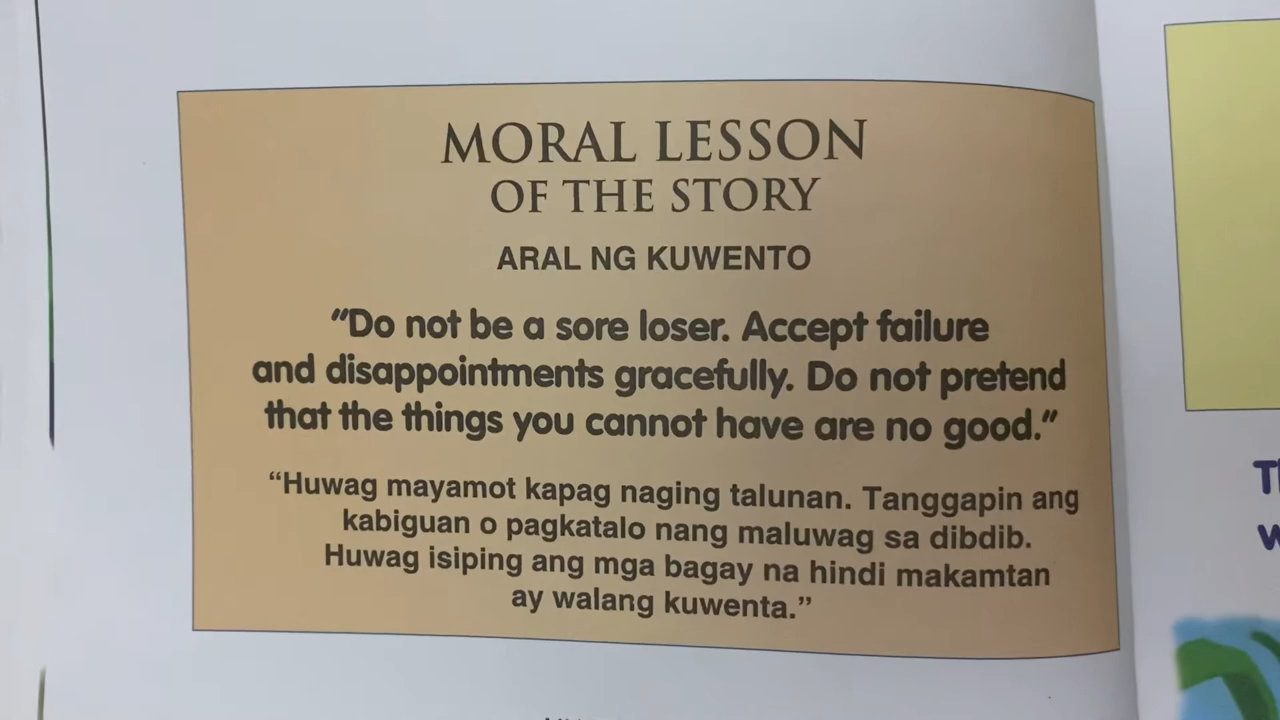 MORAL LESSON
OF THE STORY
ARAL NG KUWENTO
“Do not be a sore loser. Accept failure
and disappointments gracefully. Do not pretend
that the things you cannot have are no good.”
“Huwag mayamot kapag naging talunan. Tanggapin ang
kabiguan o pagkatalo nang maluwag sa dibdib.
Huwag isiping ang mga bagay na hindi makamtan
ay walang kuwenta.”